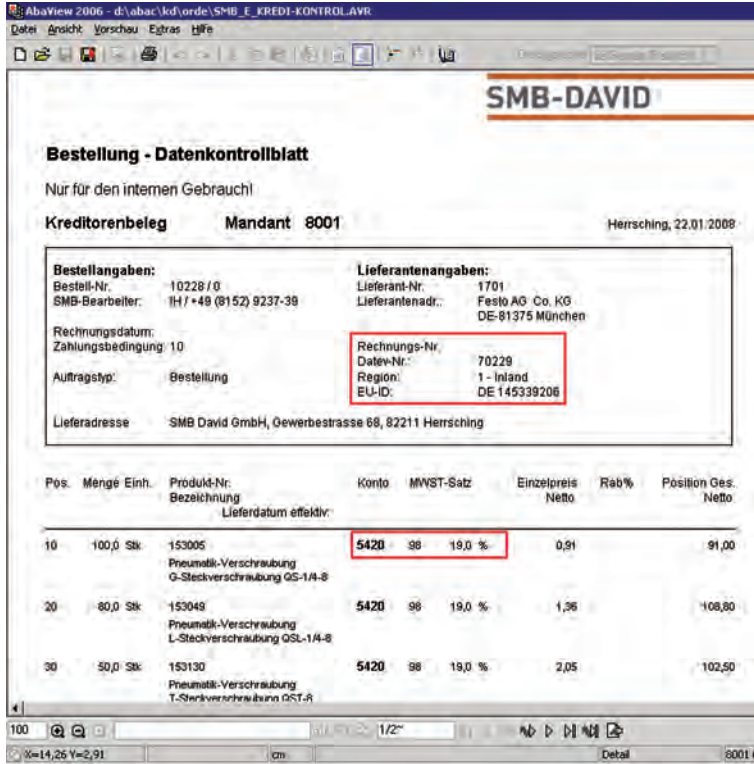 AbaView 2006 - d:\abac\kd\orde\SMB_E_KREDI-KONTROL.AVR
Datei Ansicht Vorschau Extras Hilfe
SMB-DAVID
Bestellung - Datenkontrollblatt
Nur für den internen Gebrauch!
Kreditorenbeleg Mandant 8001 Herrsching, 22.01.2008
Bestellangaben: Lieferantenangaben:
Bestell-Nr. 10228 / 0 Lieferant-Nr. 1701
SMB-Bearbeiter: IH / +49 (8152) 9237-39 Lieferantenadr.: Festo AG Co. KG
DE-81375 München
Rechnungsdatum:
Zahlungsbedingung 10 Rechnungs-Nr.
Datev-Nr.: 70229
Auftragstyp: Bestellung Region: 1 - Inland
EU-ID: DE 145339206
Lieferadresse SMB David GmbH, Gewerbestrasse 68, 82211 Herrsching
Pos. Menge Einh. Produkt-Nr. Konto MWST-Satz Einzelpreis Rab% Position Ges.
Bezeichnung Netto Netto
Lieferdatum effektiv:
10 100,0 Stk 153005 5420 98 19,0 % 0,91 91,00
Pneumatik-Verschraubung
G-Steckverschraubung QS-1/4-8
20 80,0 Stk 153049 5420 98 19,0 % 1,36 108,80
Pneumatik-Verschraubung
L-Steckverschraubung QSL-1/4-8
30 50,0 Stk 153130 5420 98 19,0 % 2,05 102,50
Pneumatik-Verschraubung
T-Steckverschraubung QST-8
100 1/2~
X=14,26 Y=2,91 cm Detail 8001